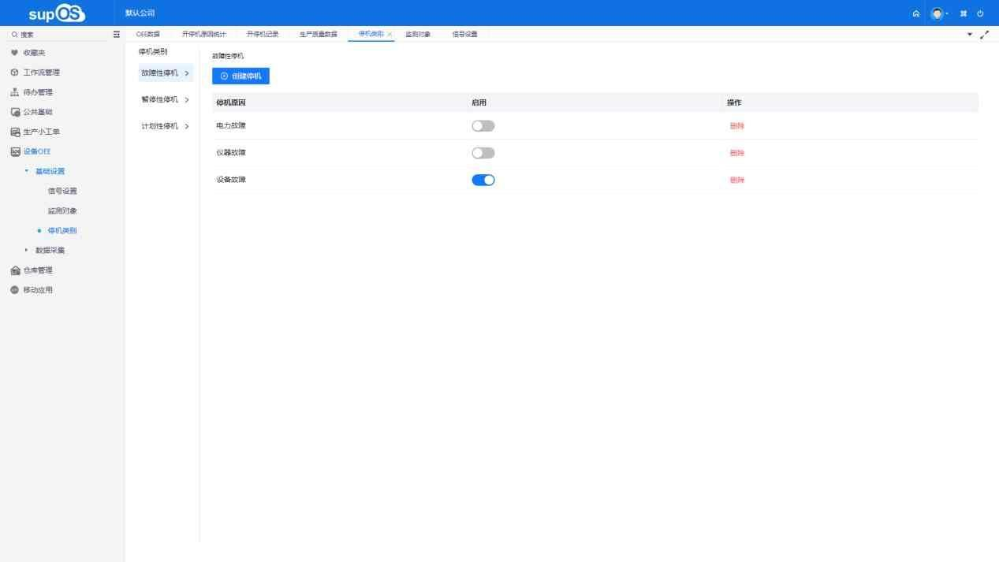 supOS 默认公司
搜索 OEE数据 开停机原因统计 开停机记录 生产质量数据 停机类别 监测对象 信号设置
收藏夹
工作流管理
待办管理
公共基础
生产小工单
设备OEE
基础设置
信号设置
监测对象
停机类别
数据采集
仓库管理
移动应用
停机类别
故障性停机
暂停性停机
计划性停机
故障性停机
创建停机
停机原因 启用 操作
电力故障 删除
仪器故障 删除
设备故障 删除